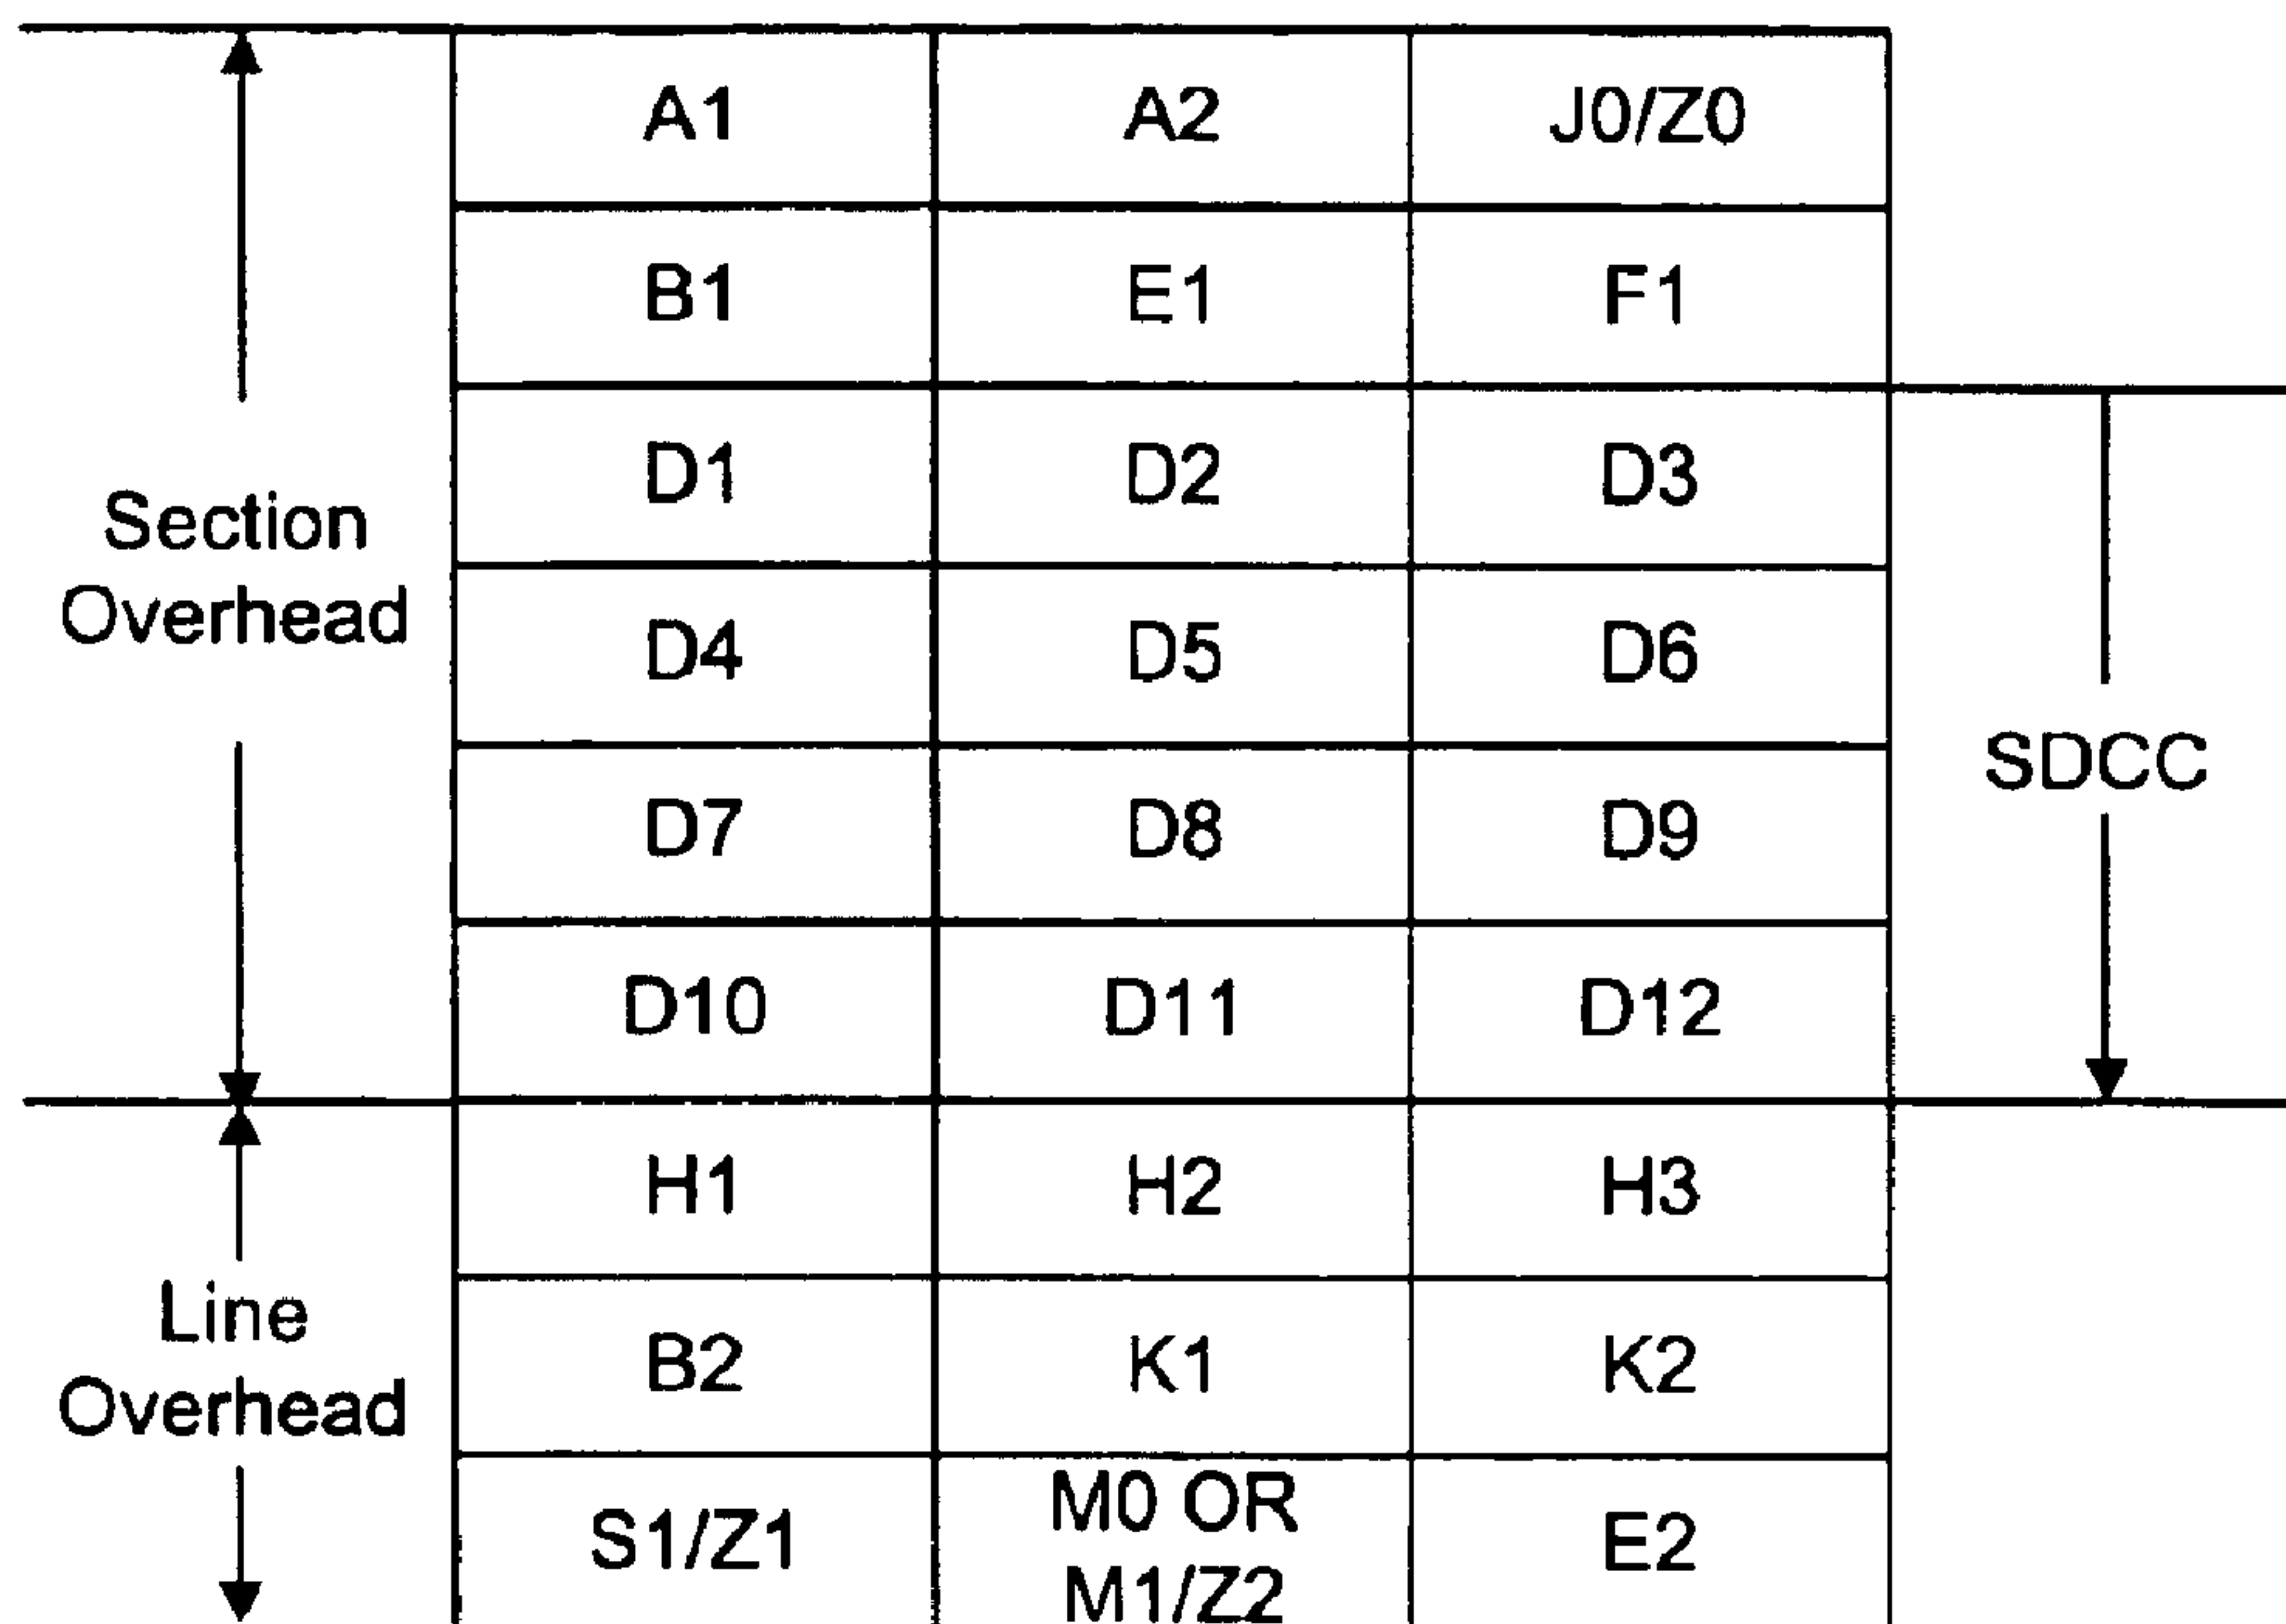 A1 A2 J0/Z0
B1 E1 F1
D1 D2 D3
Section
Overhead
D4 D5 D6
SDCC
D7 D8 D9
D10 D11 D12
H1 H2 H3
Line
Overhead
B2 K1 K2
S1/Z1
M0 OR
M1/Z2
E2